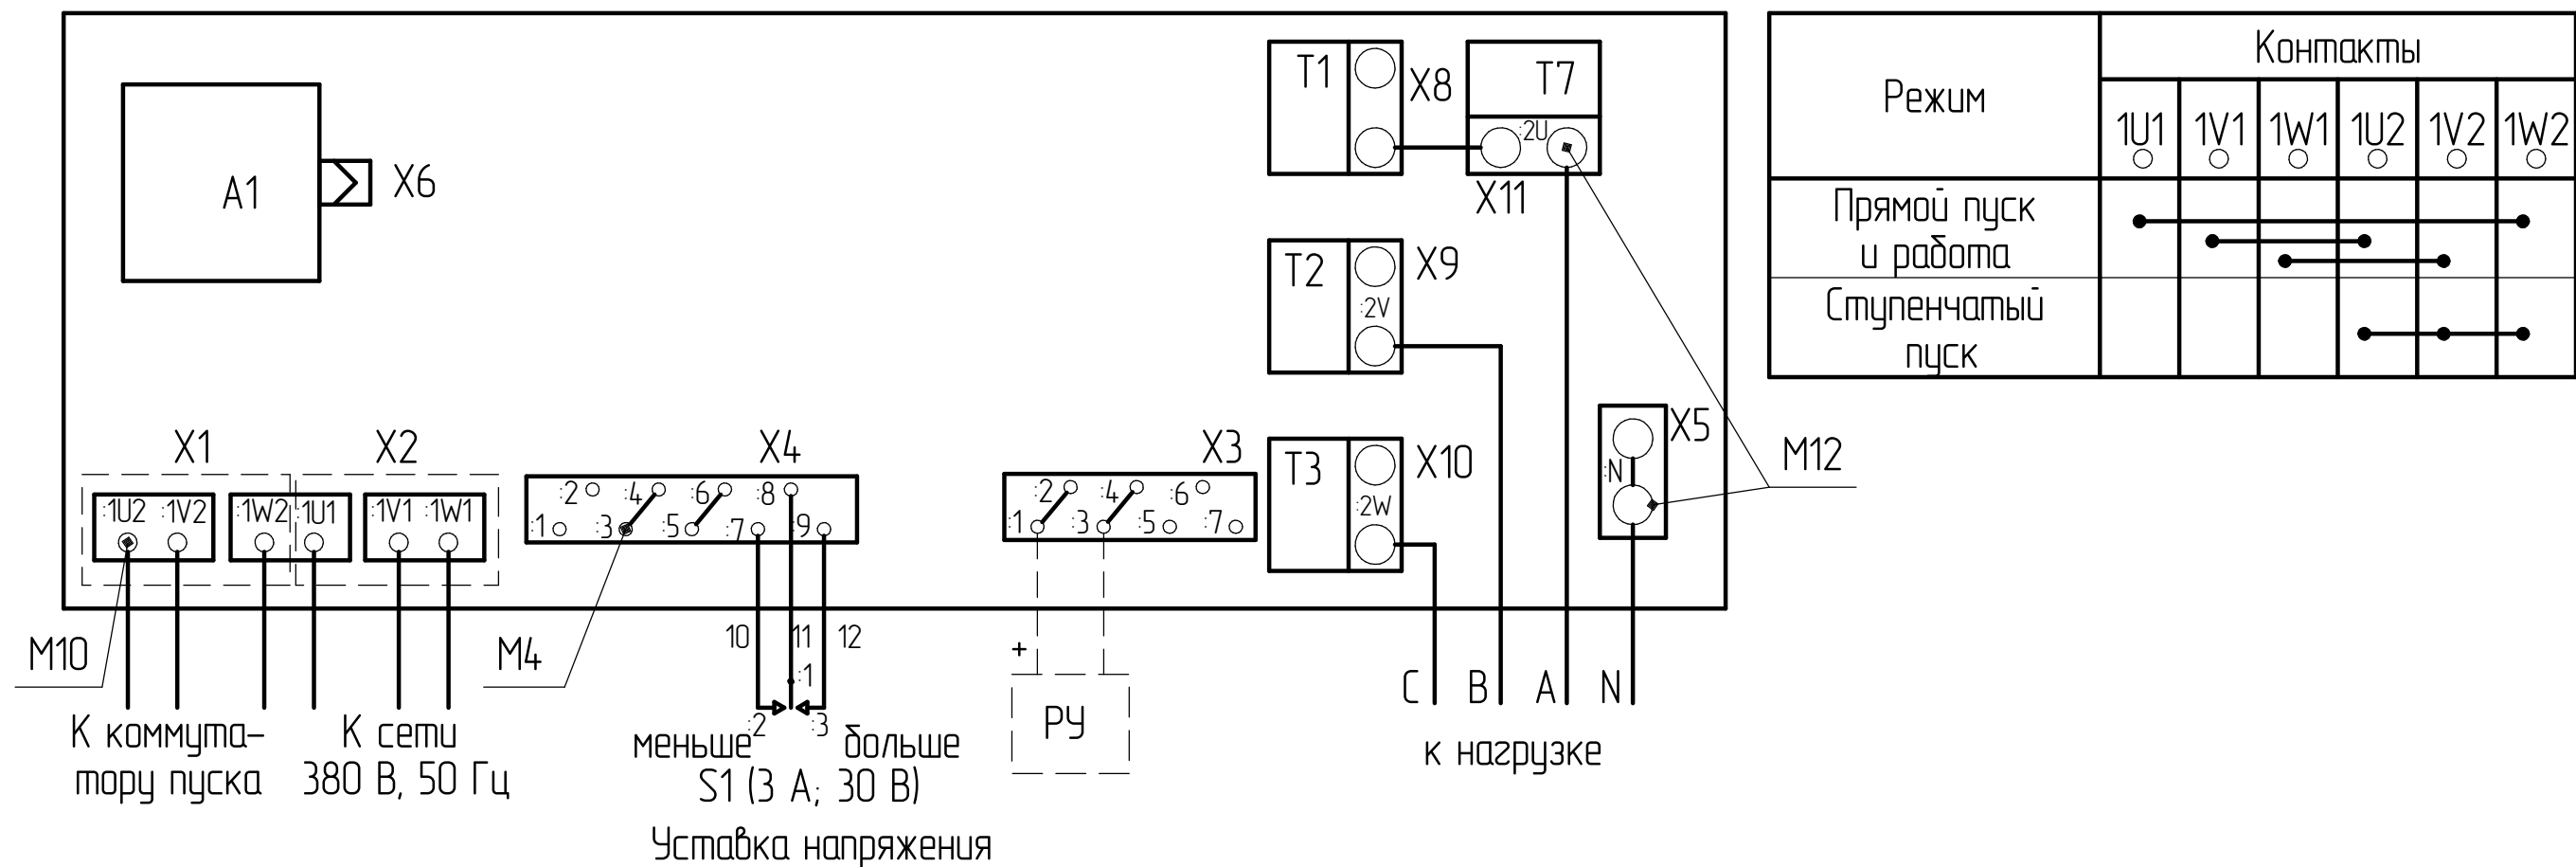 A1
X6
T1
X8
T7
:2U
X11
T2
X9
:2V
T3
X10
:2W
X5
:N
M12
X1
X2
:1U2
:1V2
:1W2
:1U1
:1V1
:1W1
X4
:2
:4
:6
:8
:1
:3
:5
:7
:9
X3
:2
:4
:6
:1
:3
:5
:7
M10
M4
10
11
12
:1
:2
:3
+
РУ
C
B
A
N
К коммута-
тору пуска
К сети
380 В, 50 Гц
меньше
больше
S1 (3 А; 30 В)
Уставка напряжения
к нагрузке
Режим
Контакты
1U1
1V1
1W1
1U2
1V2
1W2
Прямой пуск
и работа
Ступенчатый
пуск